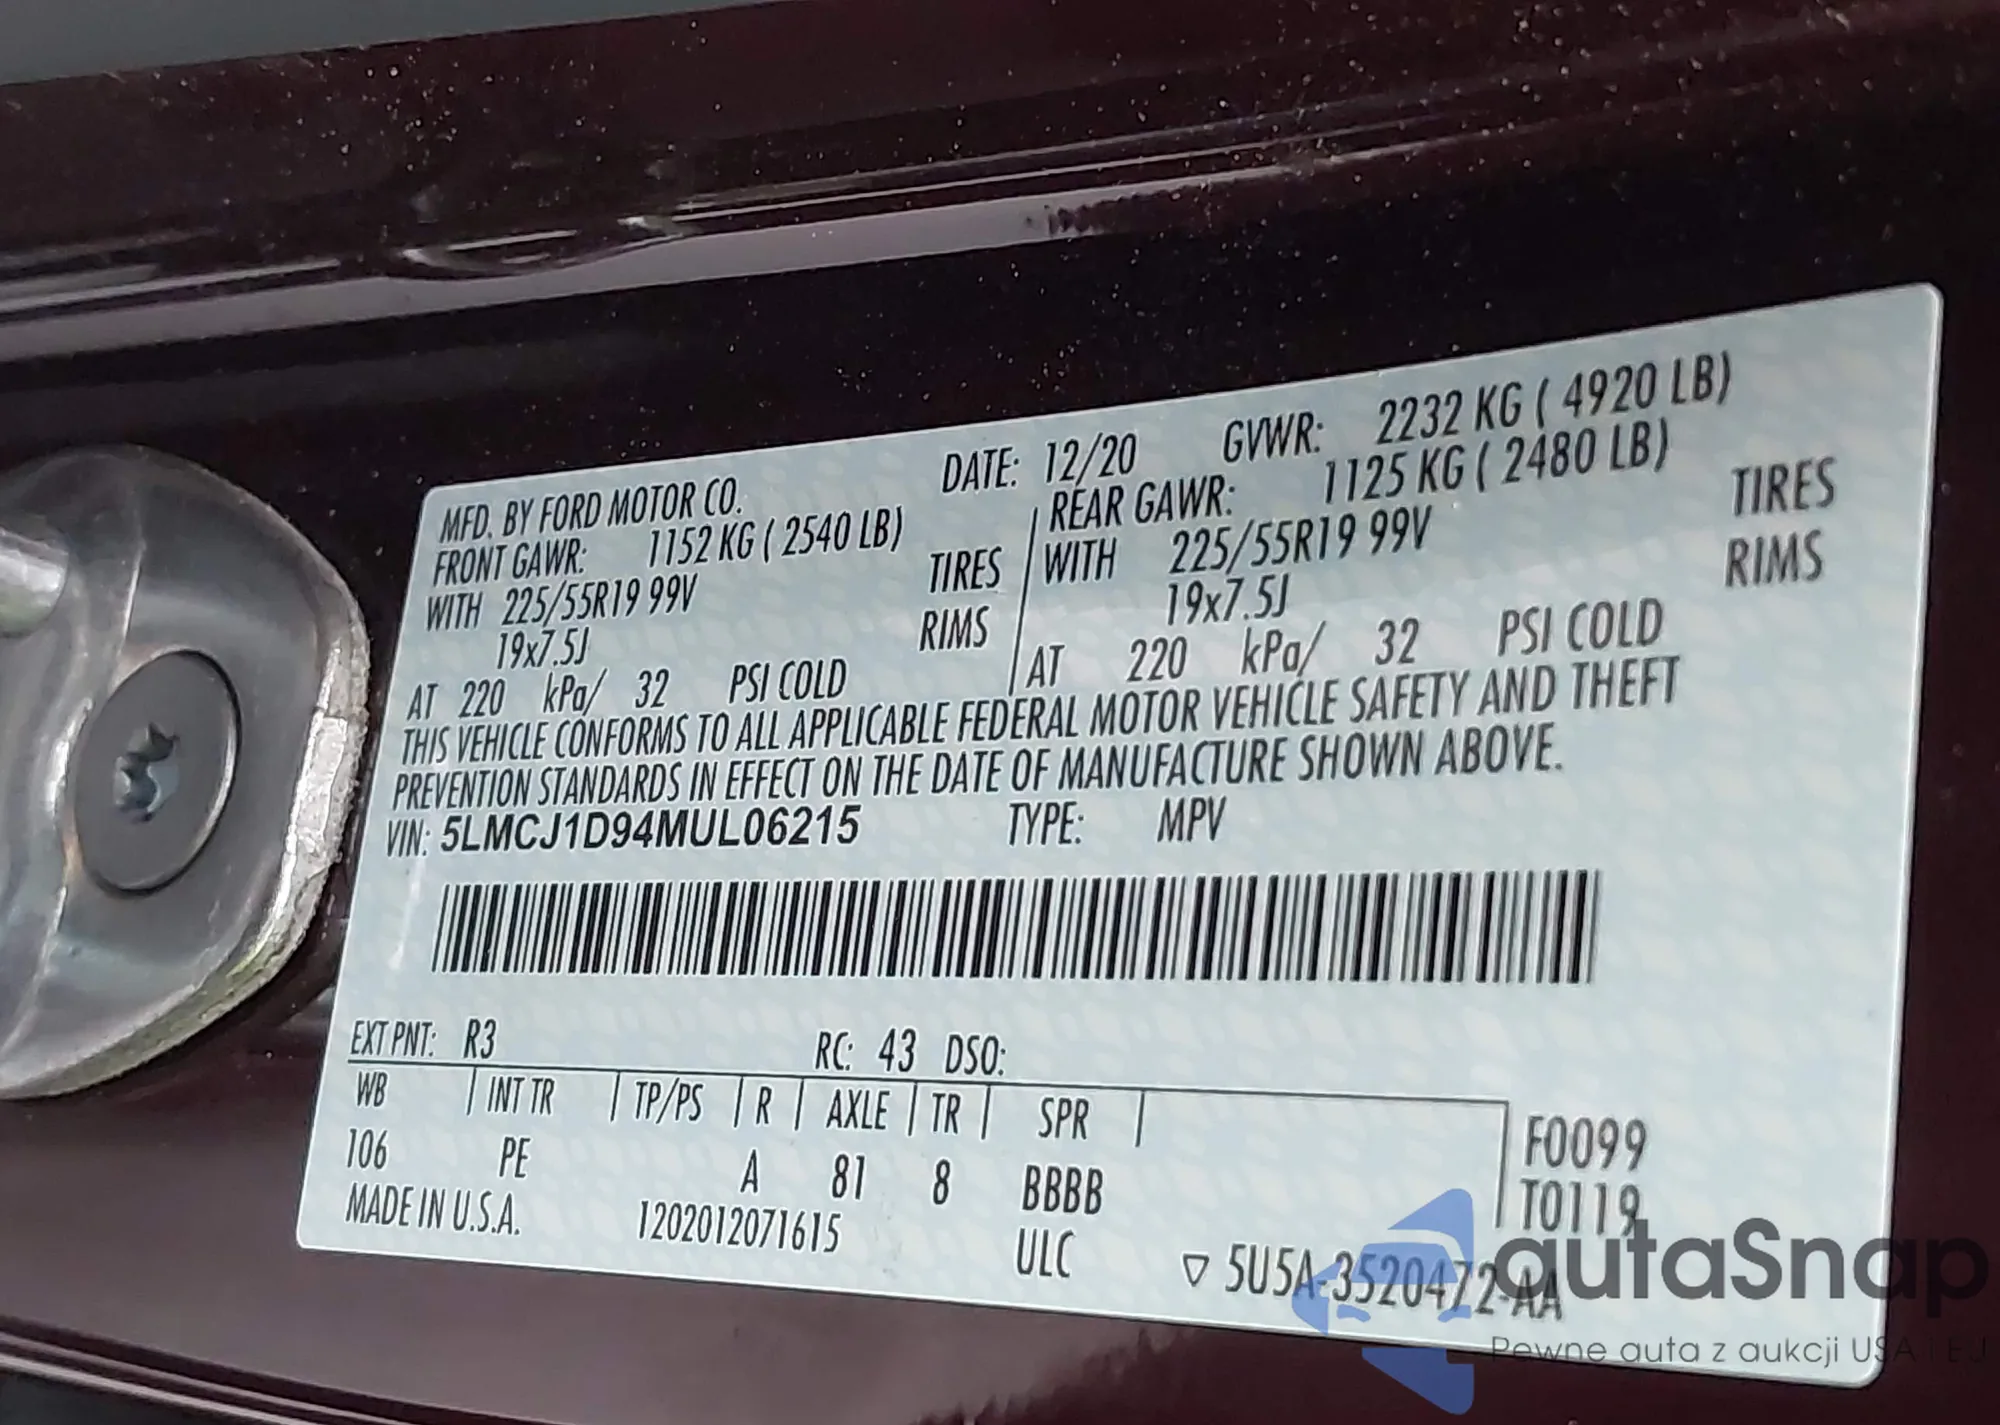 MFD. BY FORD MOTOR CO.
DATE: 12/20 GVWR: 2232 KG ( 4920 LB)
FRONT GAWR: 1152 KG ( 2540 LB)
WITH 225/55R19 99V TIRES
19x7.5J RIMS
AT 220 kPa/ 32 PSI COLD
REAR GAWR: 1125 KG ( 2480 LB)
WITH 225/55R19 99V TIRES
19x7.5J RIMS
AT 220 kPa/ 32 PSI COLD
THIS VEHICLE CONFORMS TO ALL APPLICABLE FEDERAL MOTOR VEHICLE SAFETY AND THEFT
PREVENTION STANDARDS IN EFFECT ON THE DATE OF MANUFACTURE SHOWN ABOVE.
VIN: 5LMCJ1D94MUL06215 TYPE: MPV
EXT PNT: R3 RC: 43 DSO:
WB INT TR TP/PS R AXLE TR SPR
106 PE A 81 8 BBBB
F0099
T0119
MADE IN U.S.A. 1202012071615 ULC
5U5A-3520472-AA
autaSnap
Pewne auta z aukcji USA i EU